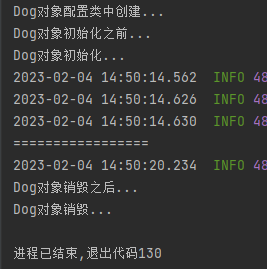 Dog对象配置类中创建...
Dog对象初始化之前...
Dog对象初始化...
2023-02-04 14:50:14.562  INFO 48
2023-02-04 14:50:14.626  INFO 48
2023-02-04 14:50:14.630  INFO 48
=================
2023-02-04 14:50:20.234  INFO 48
Dog对象销毁之后...
Dog对象销毁...
进程已结束,退出代码130